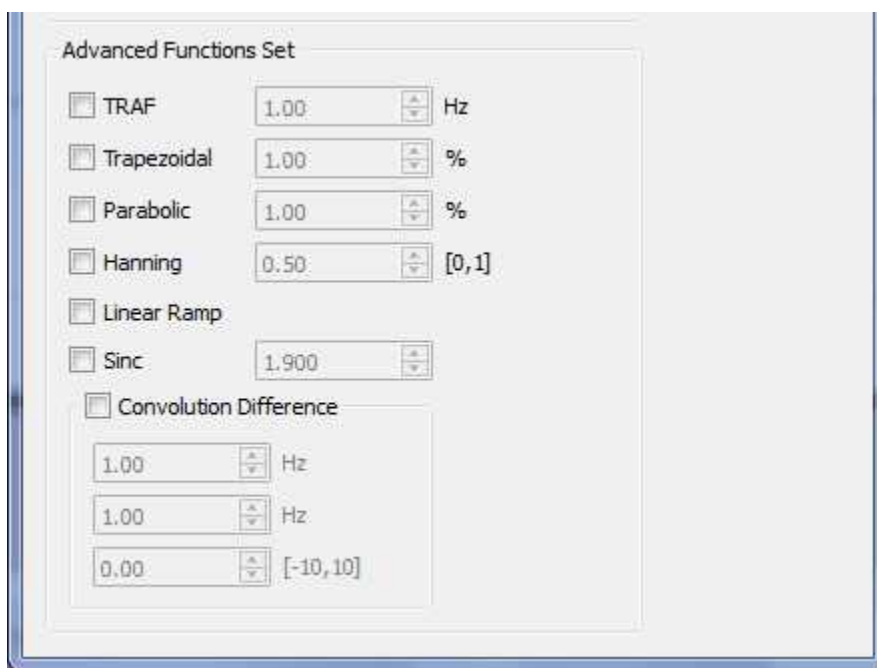 Advanced Functions Set
TRAF 1.00 Hz
Trapezoidal 1.00 %
Parabolic 1.00 %
Hanning 0.50 [0,1]
Linear Ramp
Sinc 1.900
Convolution Difference
1.00 Hz
1.00 Hz
0.00 [-10,10]